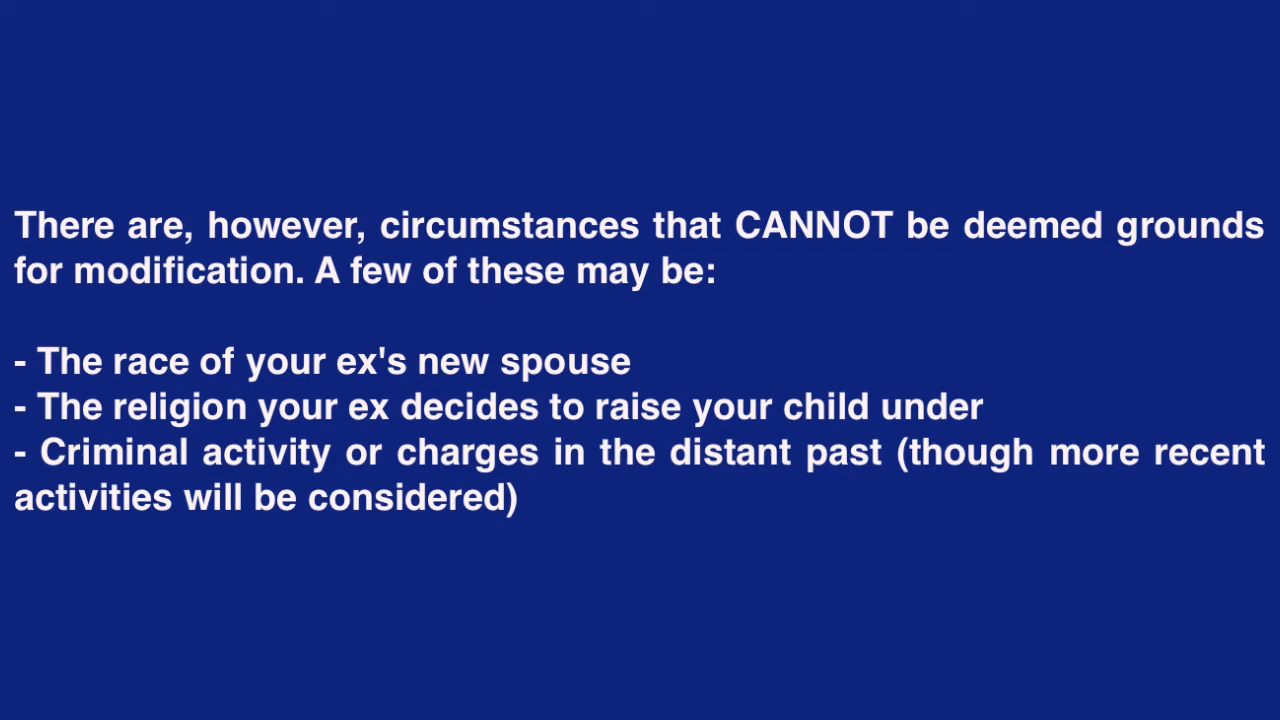 There are, however, circumstances that CANNOT be deemed grounds
for modification. A few of these may be:
- The race of your ex's new spouse
- The religion your ex decides to raise your child under
- Criminal activity or charges in the distant past (though more recent
activities will be considered)